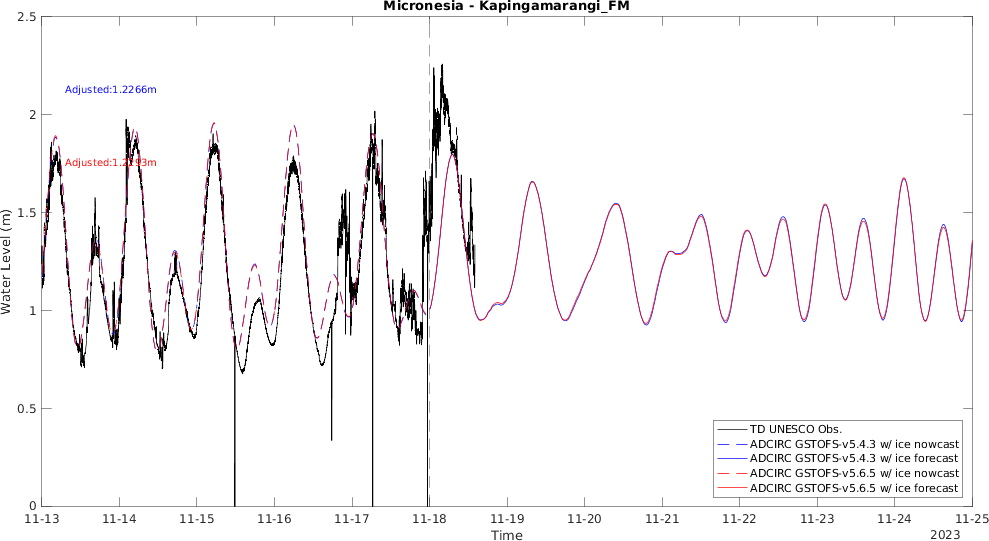 Micronesia - Kapingamarangi_FM
Water Level (m)
2.5
2
1.5
1
0.5
0
Adjusted:1.2266m
Adjusted:1.2293m
TD UNESCO Obs.
ADCIRC GSTOFS-v5.4.3 w/ ice nowcast
ADCIRC GSTOFS-v5.4.3 w/ ice forecast
ADCIRC GSTOFS-v5.6.5 w/ ice nowcast
ADCIRC GSTOFS-v5.6.5 w/ ice forecast
11-13 11-14 11-15 11-16 11-17 11-18 11-19 11-20 11-21 11-22 11-23 11-24 11-25
Time
2023